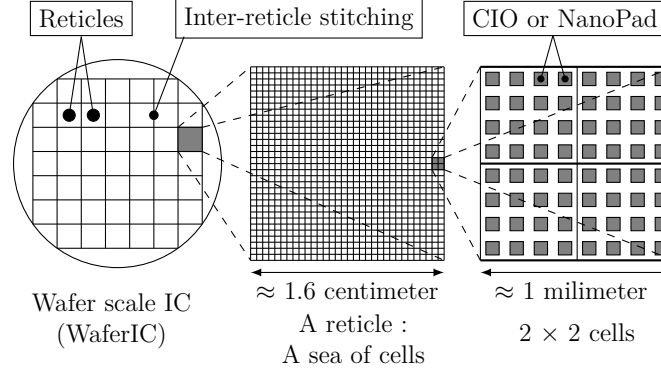 Reticles
Inter-reticle stitching
CIO or NanoPad
Wafer scale IC
(WaferIC)
≈ 1.6 centimeter
A reticle :
A sea of cells
≈ 1 milimeter
2 × 2 cells